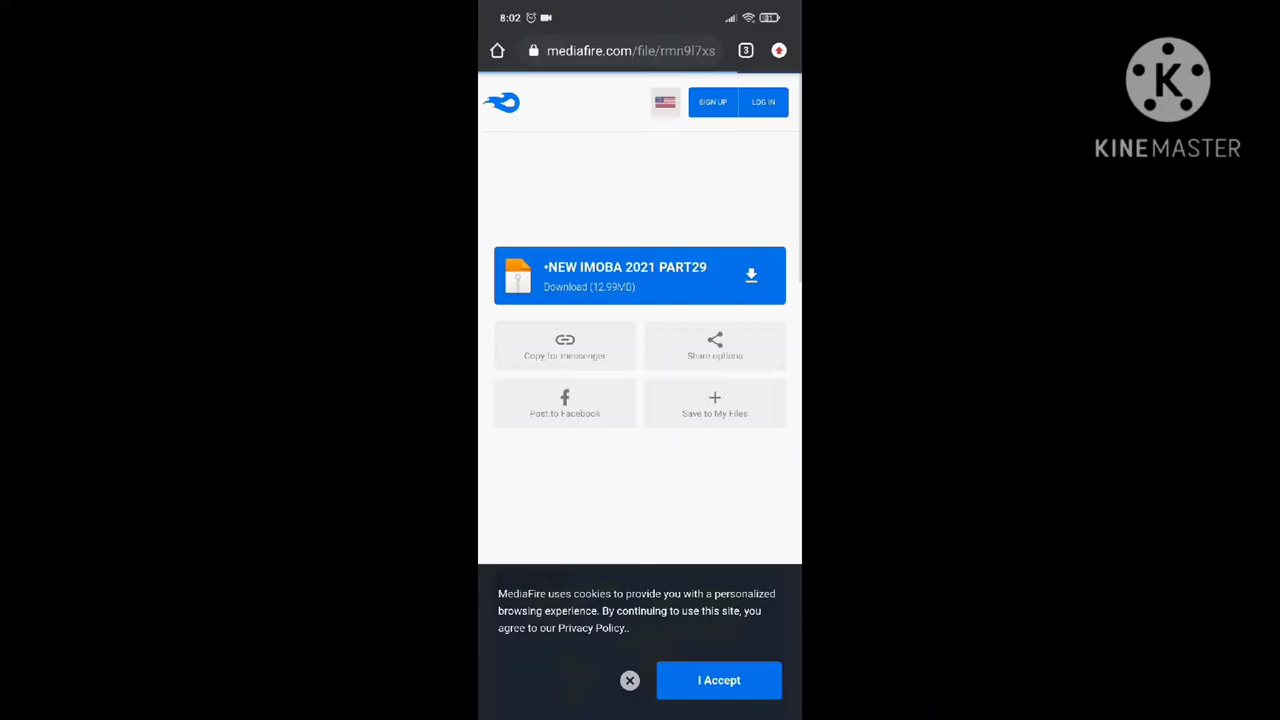 8:02
mediafire.com/file/rmn9l7xs
3
SIGN UP
LOG IN
K
KINEMASTER
•NEW IMOBA 2021 PART29
Download (12.99MB)
Copy for messenger
Share options
Post to Facebook
Save to My Files
MediaFire uses cookies to provide you with a personalized
browsing experience. By continuing to use this site, you
agree to our Privacy Policy..
I Accept